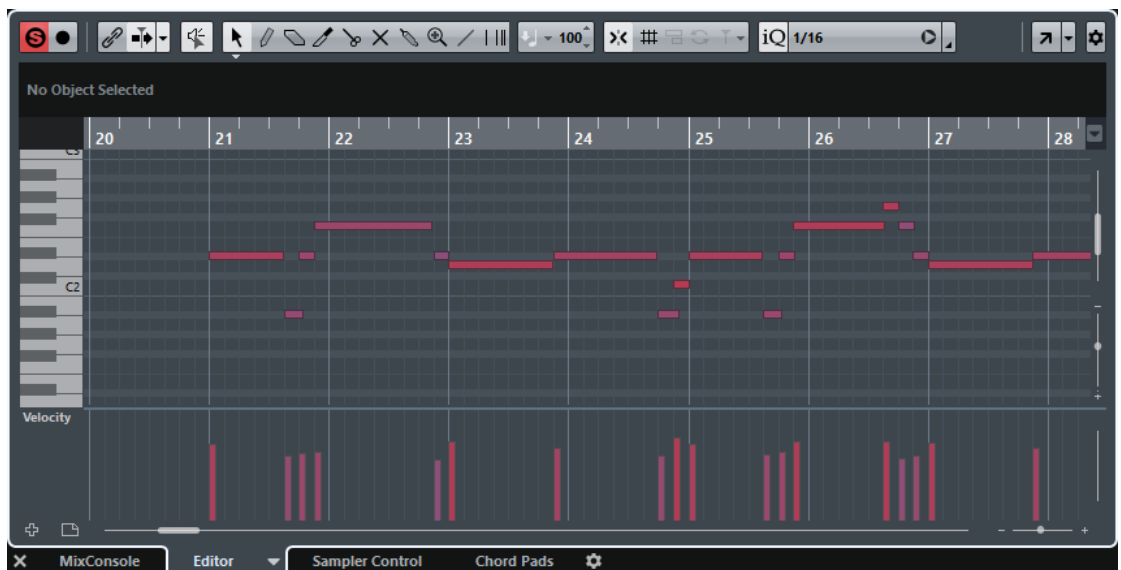 S 100 iQ 1/16
No Object Selected
20 21 22 23 24 25 26 27 28
C3
C2
Velocity
MixConsole Editor Sampler Control Chord Pads